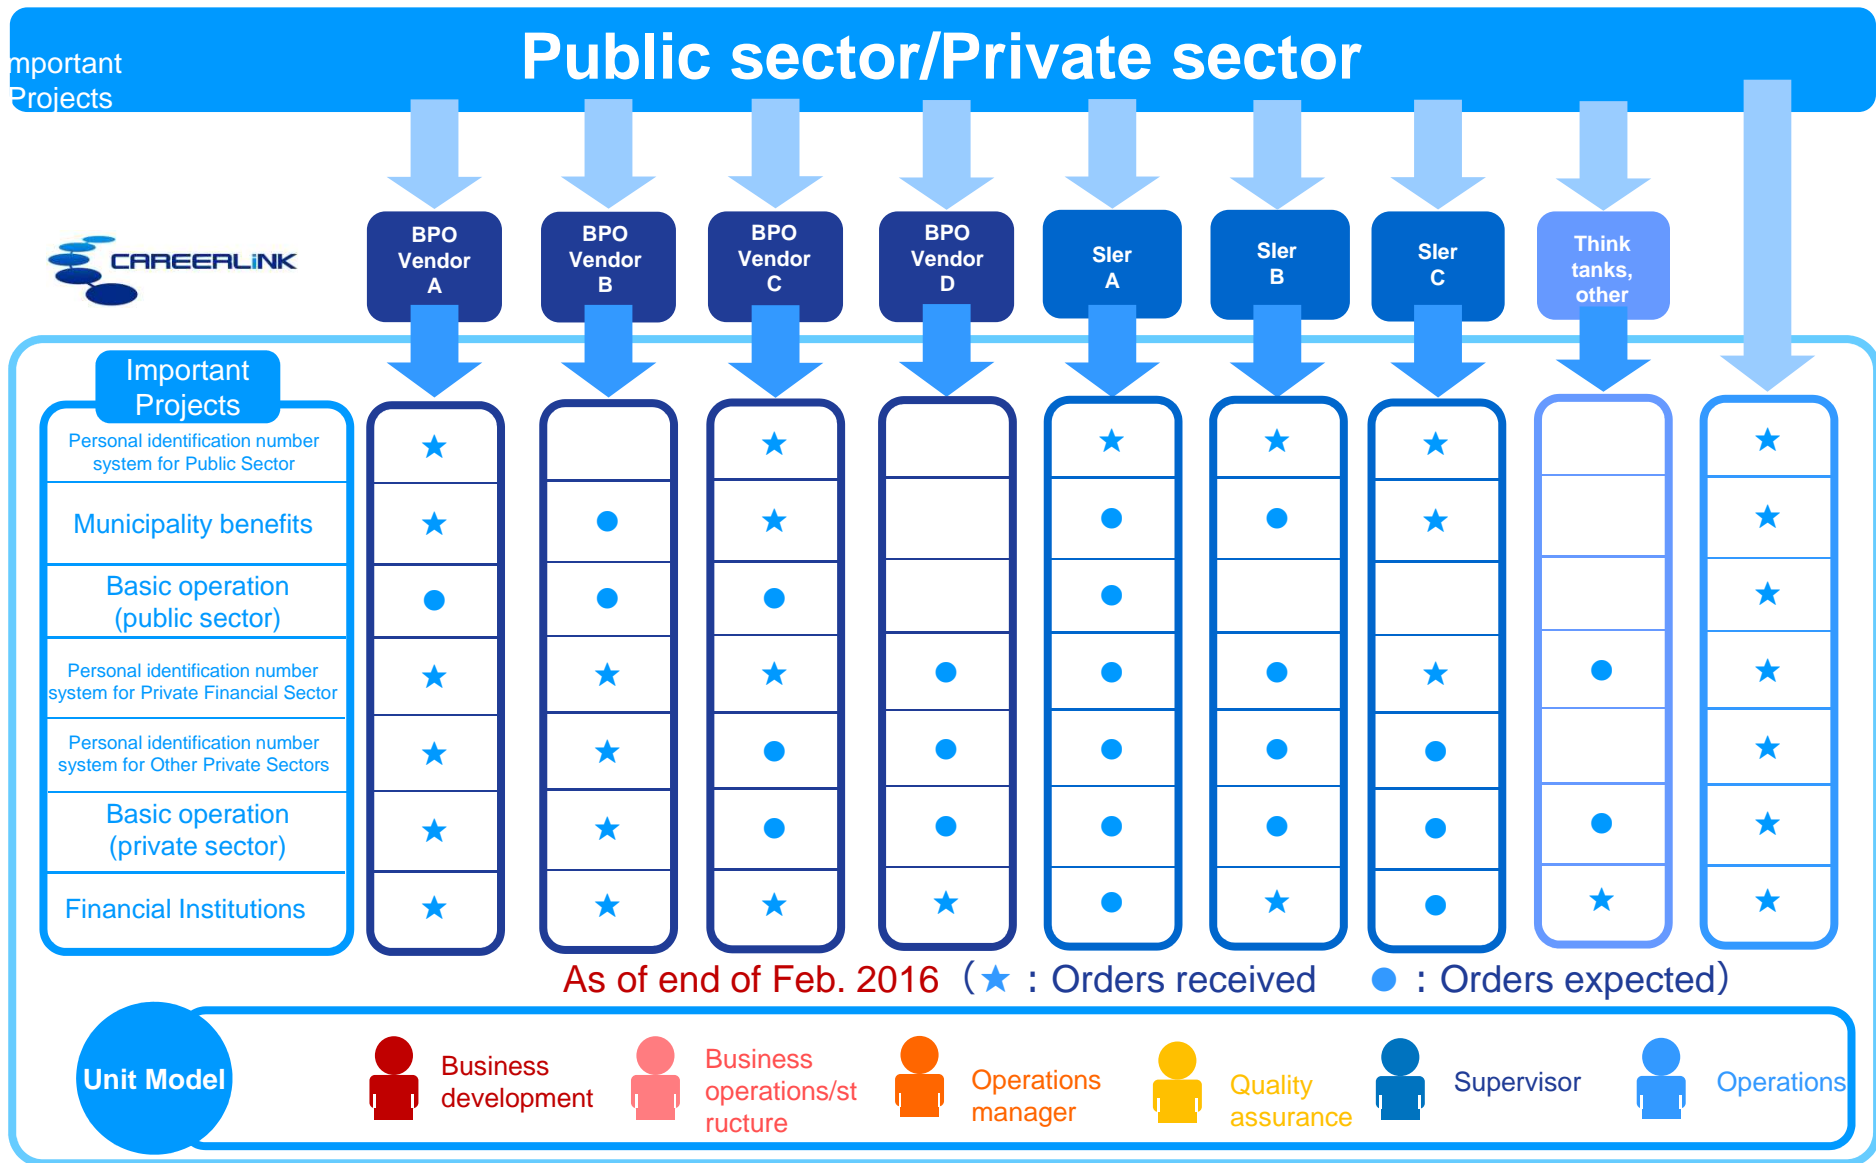 Public sector/Private sector
mportant
Projects
CAREERLiNK
BPO
Vendor
A
BPO
Vendor
B
BPO
Vendor
C
BPO
Vendor
D
SIer
A
SIer
B
SIer
C
Think
tanks,
other
Important
Projects
Personal identification number
system for Public Sector
★ ★ ★ ★ ★ ★
Municipality benefits
★ ● ★ ● ● ★ ★
Basic operation
(public sector)
● ● ● ● ★
Personal identification number
system for Private Financial Sector
★ ★ ★ ● ● ● ★ ● ★
Personal identification number
system for Other Private Sectors
★ ★ ● ● ● ● ● ★
Basic operation
(private sector)
★ ★ ● ● ● ● ● ● ★
Financial Institutions
★ ★ ★ ★ ● ★ ● ★ ★
As of end of Feb. 2016（★：Orders received ●：Orders expected）
Unit Model
Business
development
Business
operations/st
ructure
Operations
manager
Quality
assurance
Supervisor
Operations